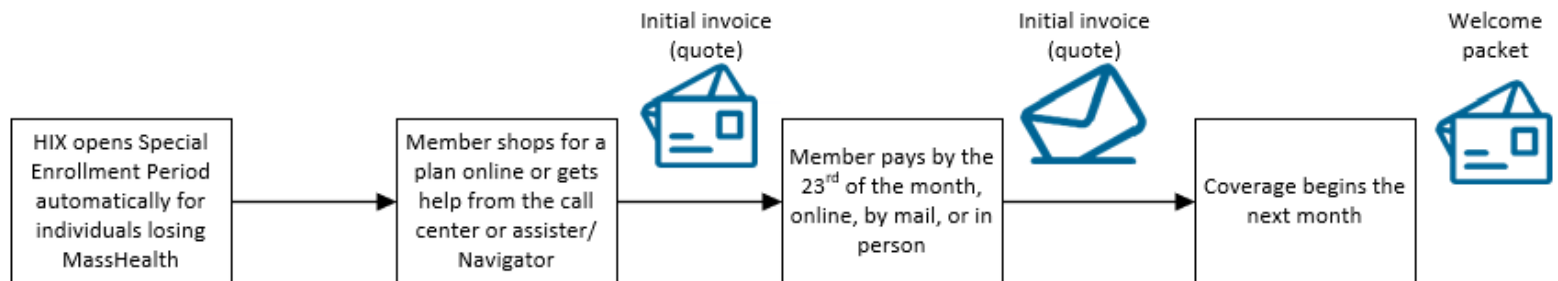 Initial invoice
(quote)
Initial invoice
(quote)
Welcome
packet
HIX opens Special
Enrollment Period
automatically for
individuals losing
MassHealth
Member shops for a
plan online or gets
help from the call
center or assister/
Navigator
Member pays by the
23rd of the month,
online, by mail, or in
person
Coverage begins the
next month